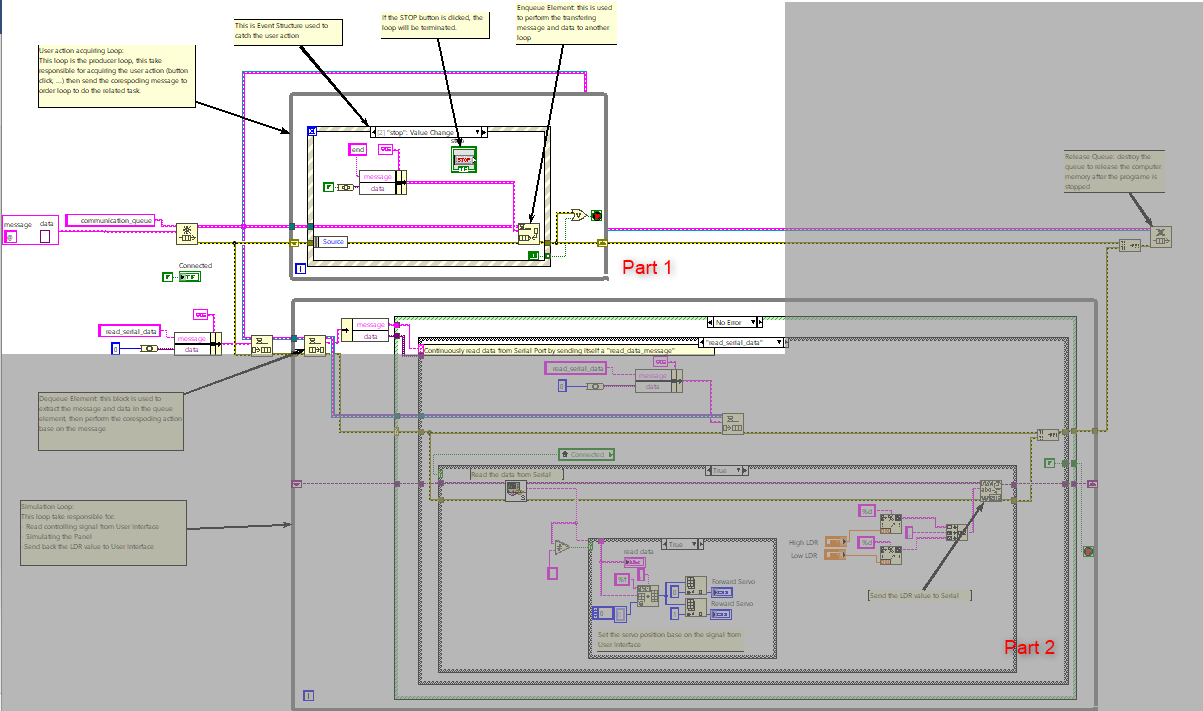 This is Event Structure used to
catch the user action
If the STOP button is clicked, the
loop will be terminated.
Enqueue Element: this is used
to perform the transfering
message and data to another
loop
User action acquiring Loop:
This loop is the producer loop, this take
responsible for acquiring the user action (button
click, ...) then send the corespoding message to
order loop to do the related task.
[2] "stop": Value Change
stop
STOP
TF
end
message
data
F
Source
message data
communication_queue
Connected
F
TF
i
Part 1
Release Queue: destroy the
queue to release the computer
memory after the programe is
stopped
read_serial_data
message
data
0
message
data
No Error
"read_serial_data"
Continuously read data from Serial Port by sending itself a "read_data_message"
read_serial_data
message
data
0
Dequeue Element: this block is used to
extract the message and data in the queue
element, then perform the corespoding action
base on the message
Connected
F
Read the data from Serial
True
Simulation Loop:
This loop take responsible for:
- Read controlling signal from User Interface
- Simulating the Panel
- Send back the LDR value to User Interface
True
read data
abc
%f
0
0
1
Forward Servo
Reward Servo
Set the servo position base on the signal from
User Interface
%d
High LDR
%d
Low LDR
Send the LDR value to Serial
Part 2
i